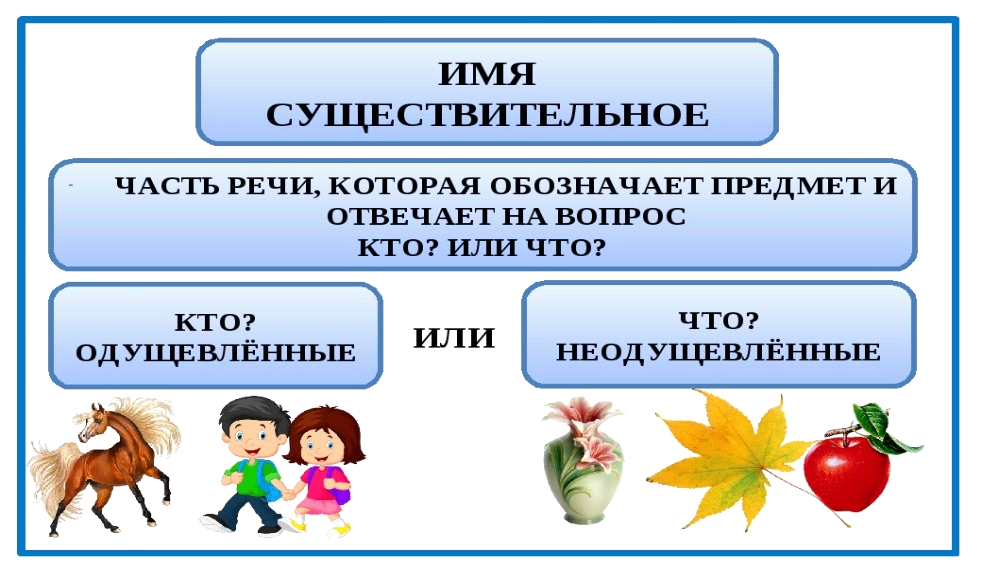 ИМЯ
СУЩЕСТВИТЕЛЬНОЕ
- ЧАСТЬ РЕЧИ, КОТОРАЯ ОБОЗНАЧАЕТ ПРЕДМЕТ И
ОТВЕЧАЕТ НА ВОПРОС
КТО? ИЛИ ЧТО?
КТО?
ОДУЩЕВЛЁННЫЕ
ИЛИ
ЧТО?
НЕОДУЩЕВЛЁННЫЕ